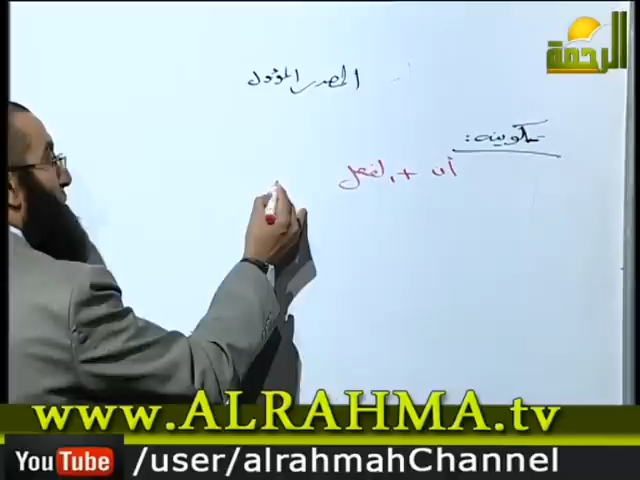 الرحمة
المصدر المؤول
تكوينه:
أن + الفعل
www.ALRAHMA.tv
YouTube /user/alrahmahChannel